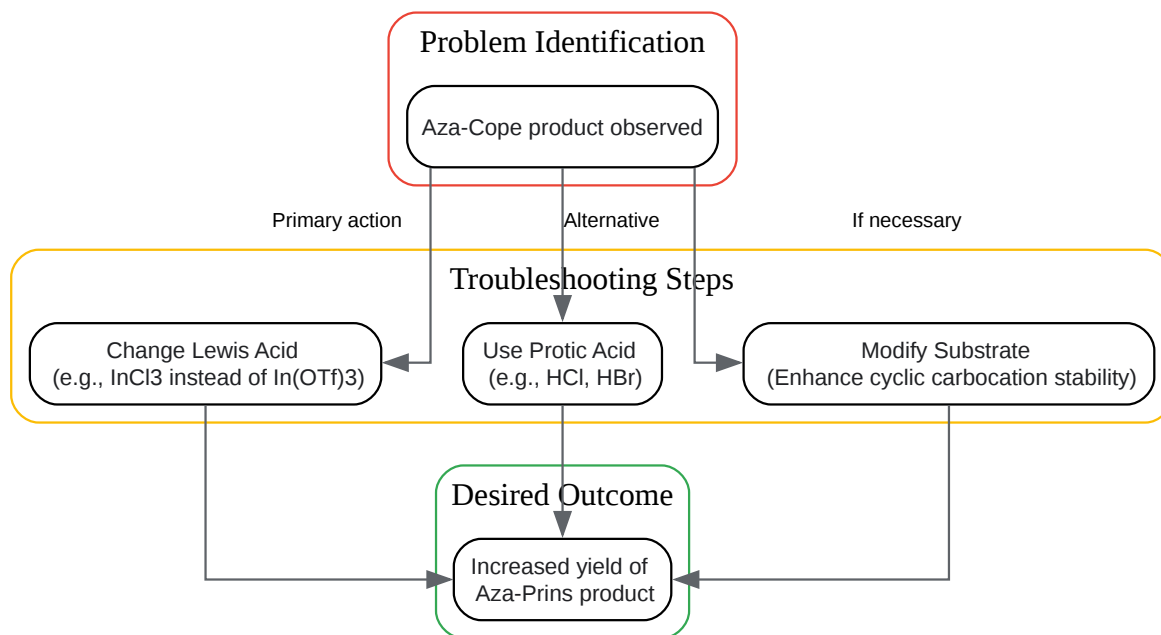 Problem Identification
Aza-Cope product observed
Primary action
Alternative
If necessary
Troubleshooting Steps
Change Lewis Acid
(e.g., InCl3 instead of In(OTf)3)
Use Protic Acid
(e.g., HCl, HBr)
Modify Substrate
(Enhance cyclic carbocation stability)
Desired Outcome
Increased yield of
Aza-Prins product